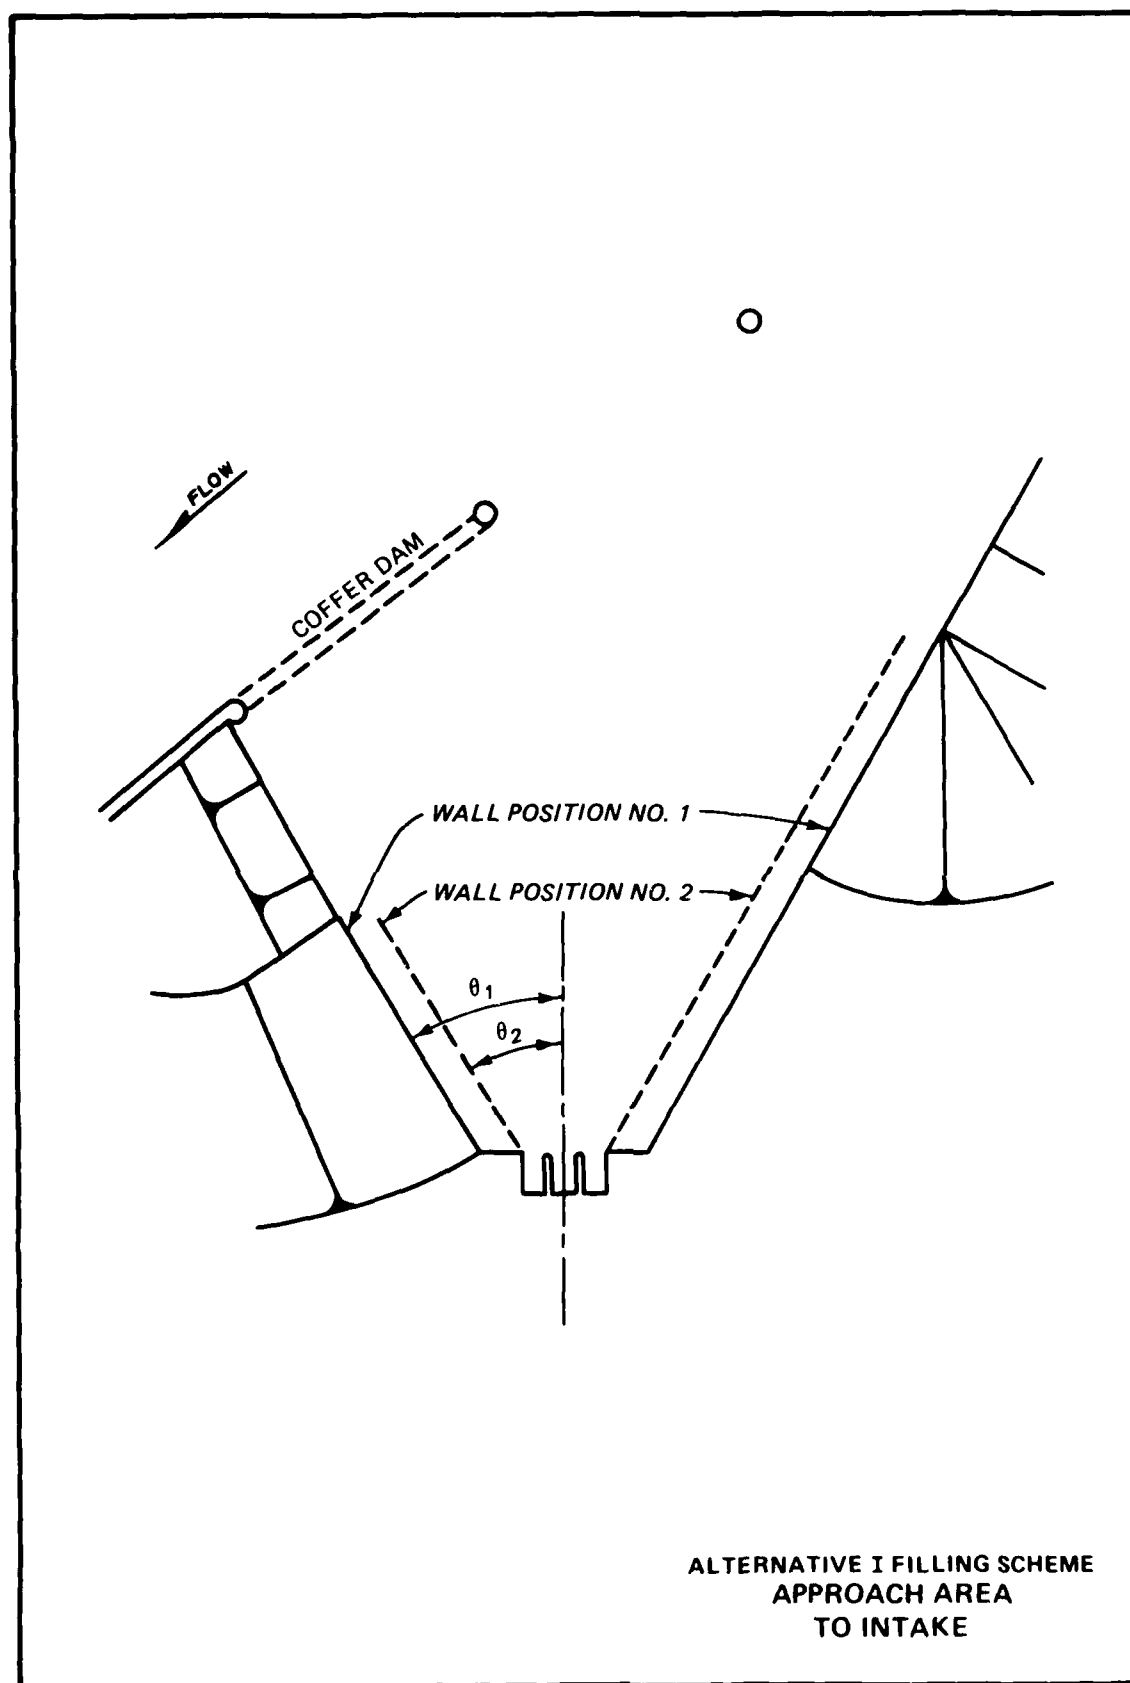 FLOW
COFFER DAM
WALL POSITION NO. 1
WALL POSITION NO. 2
θ1
θ2
ALTERNATIVE I FILLING SCHEME
APPROACH AREA
TO INTAKE